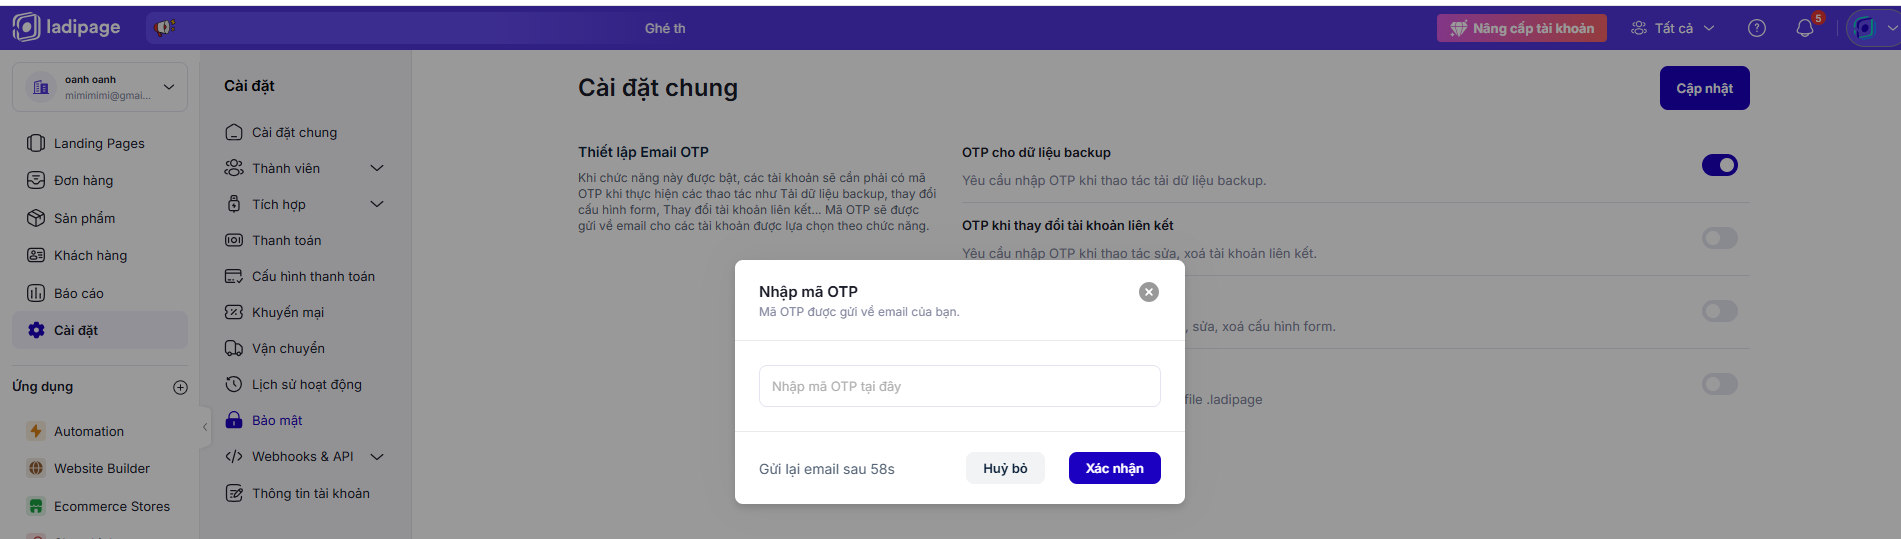 ladipage
Ghé th
Nâng cấp tài khoản
Tất cả
5
oanh oanh
mimimimi@gmai...
Landing Pages
Đơn hàng
Sản phẩm
Khách hàng
Báo cáo
Cài đặt
Ứng dụng
Automation
Website Builder
Ecommerce Stores
Cài đặt
Cài đặt chung
Thành viên
Tích hợp
Thanh toán
Cấu hình thanh toán
Khuyến mại
Vận chuyển
Lịch sử hoạt động
Bảo mật
Webhooks & API
Thông tin tài khoản
Cài đặt chung
Cập nhật
Thiết lập Email OTP
Khi chức năng này được bật, các tài khoản sẽ cần phải có mã
OTP khi thực hiện các thao tác như Tải dữ liệu backup, thay đổi
cấu hình form, Thay đổi tài khoản liên kết... Mã OTP sẽ được
gửi về email cho các tài khoản được lựa chọn theo chức năng.
OTP cho dữ liệu backup
Yêu cầu nhập OTP khi thao tác tải dữ liệu backup.
OTP khi thay đổi tài khoản liên kết
Yêu cầu nhập OTP khi thao tác sửa, xoá tài khoản liên kết.
, sửa, xoá cấu hình form.
file .ladipage
Nhập mã OTP
Mã OTP được gửi về email của bạn.
Nhập mã OTP tại đây
Gửi lại email sau 58s
Huỷ bỏ
Xác nhận